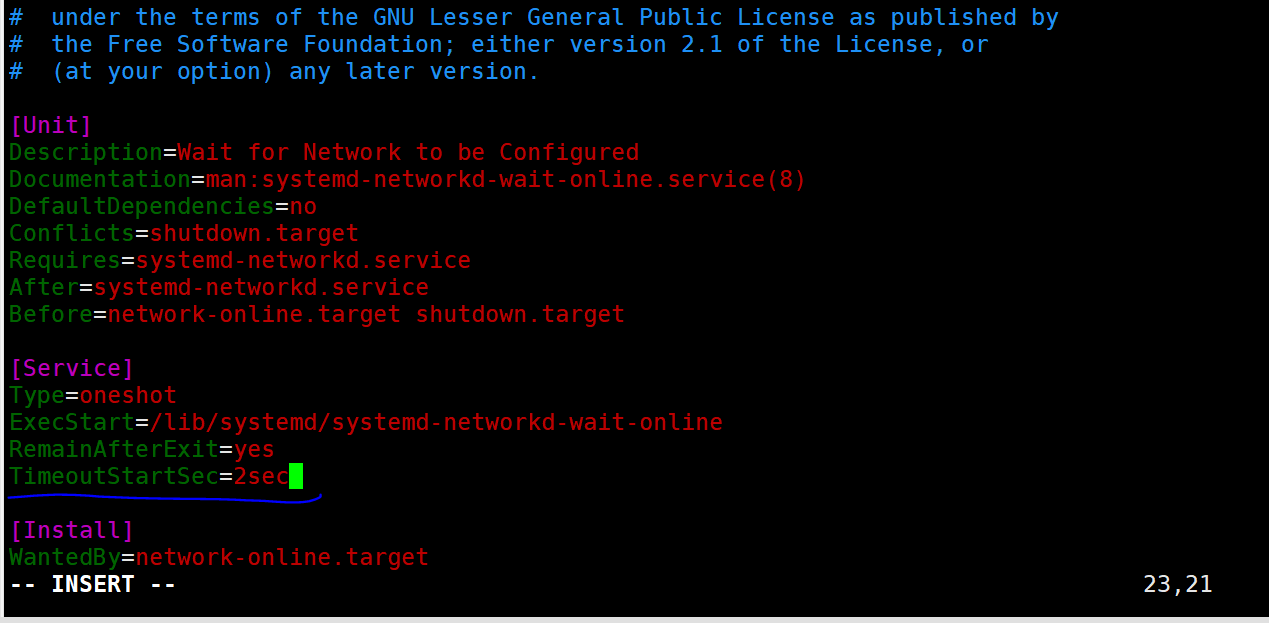 #  under the terms of the GNU Lesser General Public License as published by
#  the Free Software Foundation; either version 2.1 of the License, or
#  (at your option) any later version.
[Unit]
Description=Wait for Network to be Configured
Documentation=man:systemd-networkd-wait-online.service(8)
DefaultDependencies=no
Conflicts=shutdown.target
Requires=systemd-networkd.service
After=systemd-networkd.service
Before=network-online.target shutdown.target
[Service]
Type=oneshot
ExecStart=/lib/systemd/systemd-networkd-wait-online
RemainAfterExit=yes
TimeoutStartSec=2sec
[Install]
WantedBy=network-online.target
-- INSERT -- 23,21